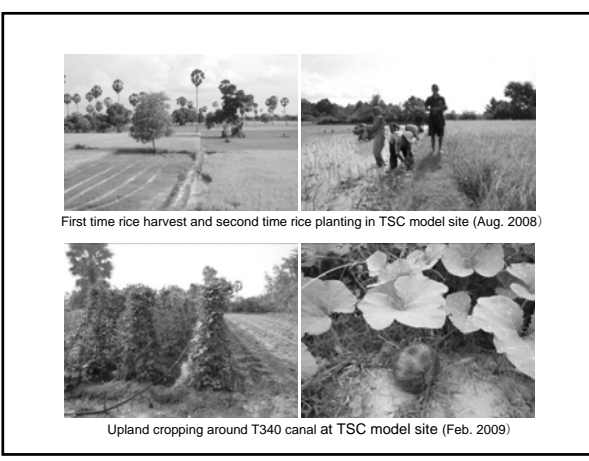 First time rice harvest and second time rice planting in TSC model site (Aug. 2008）
Upland cropping around T340 canal at TSC model site (Feb. 2009）